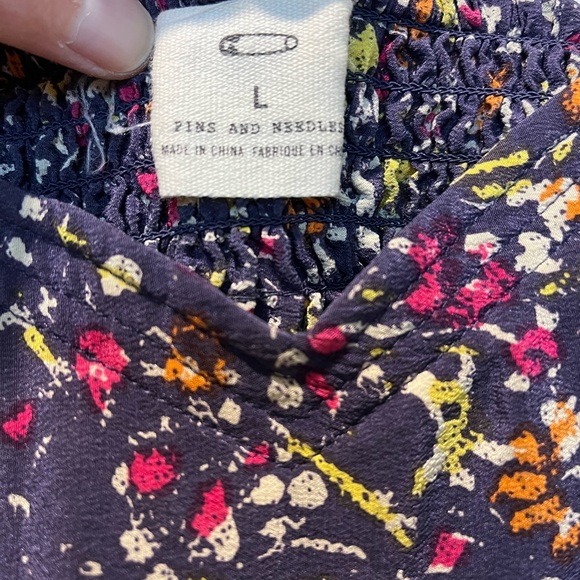 L
PINS AND NEEDLES
MADE IN CHINA FABRIQUE EN